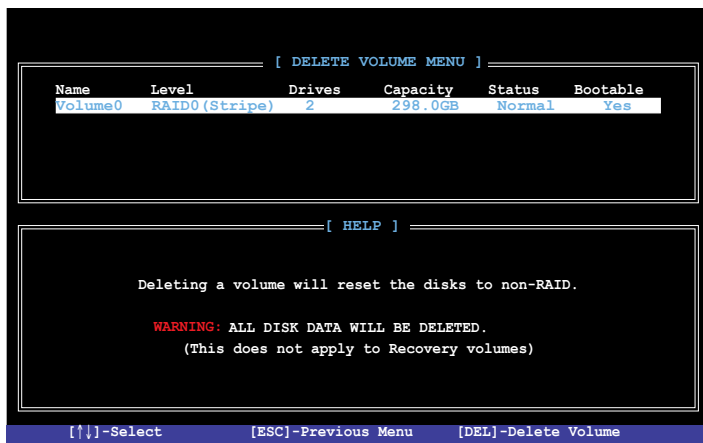 [ DELETE VOLUME MENU ]
Name Level Drives Capacity Status Bootable
Volume0 RAID0(Stripe) 2 298.0GB Normal Yes
[ HELP ]
Deleting a volume will reset the disks to non-RAID.
WARNING: ALL DISK DATA WILL BE DELETED.
(This does not apply to Recovery volumes)
[↑↓]-Select [ESC]-Previous Menu [DEL]-Delete Volume